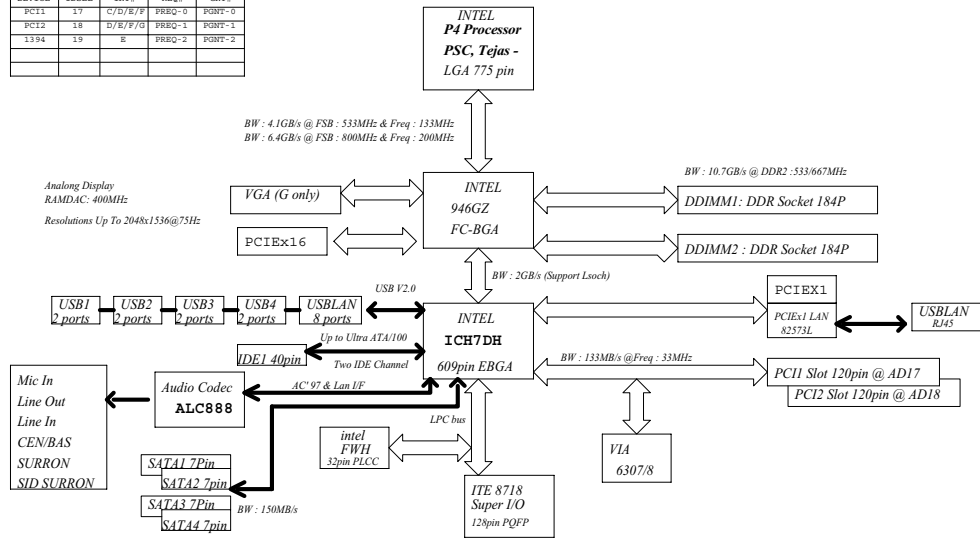 PCI1 17 C/D/E/F PREQ-0 PGNT-0
PCI2 18 D/E/F/G PREQ-1 PGNT-1
1394 19 E PREQ-2 PGNT-2
INTEL
P4 Processor
PSC, Tejas -
LGA 775 pin
BW : 4.1GB/s @ FSB : 533MHz & Freq : 133MHz
BW : 6.4GB/s @ FSB : 800MHz & Freq : 200MHz
Analong Display
RAMDAC: 400MHz
Resolutions Up To 2048x1536@75Hz
VGA (G only)
PCIEx16
INTEL
946GZ
FC-BGA
BW : 10.7GB/s @ DDR2 :533/667MHz
DDIMM1: DDR Socket 184P
DDIMM2 : DDR Socket 184P
BW : 2GB/s (Support Lsoch)
USB V2.0
USB1
2 ports
USB2
2 ports
USB3
2 ports
USB4
2 ports
USBLAN
8 ports
INTEL
ICH7DH
609pin EBGA
PCIEX1
PCIEx1 LAN
82573L
USBLAN
RJ45
Up to Ultra ATA/100
IDE1 40pin
Two IDE Channel
BW : 133MB/s @Freq : 33MHz
PCI1 Slot 120pin @ AD17
PCI2 Slot 120pin @ AD18
Mic In
Line Out
Line In
CEN/BAS
SURRON
SID SURRON
Audio Codec
ALC888
AC' 97 & Lan I/F
LPC bus
intel
FWH
32pin PLCC
VIA
6307/8
SATA1 7Pin
SATA2 7pin
SATA3 7Pin
SATA4 7pin
BW : 150MB/s
ITE 8718
Super I/O
128pin PQFP